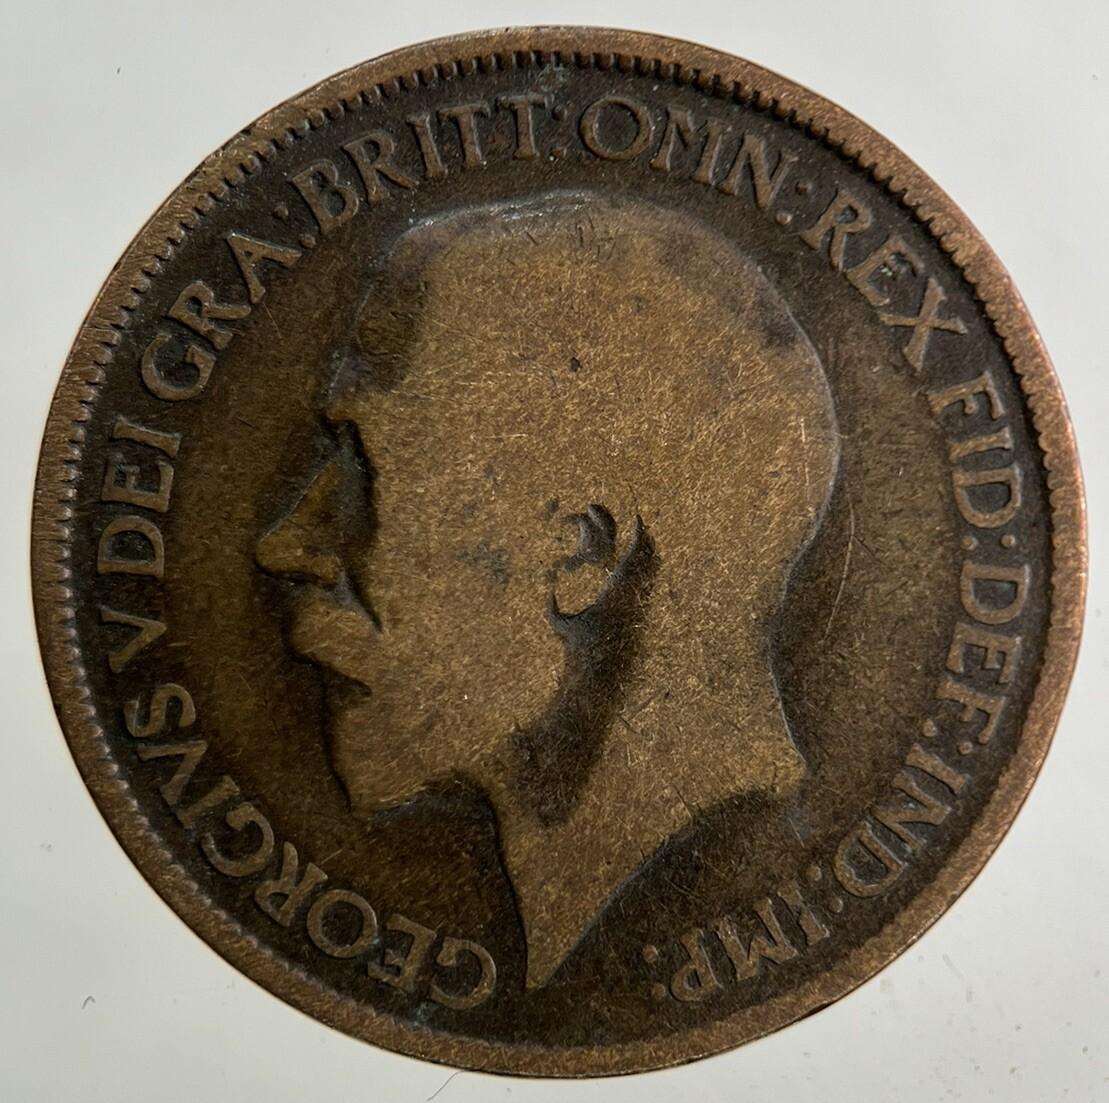 GEORGIVS V DEI GRA: BRITT: OMN: REX FID: DEF: IND: IMP: